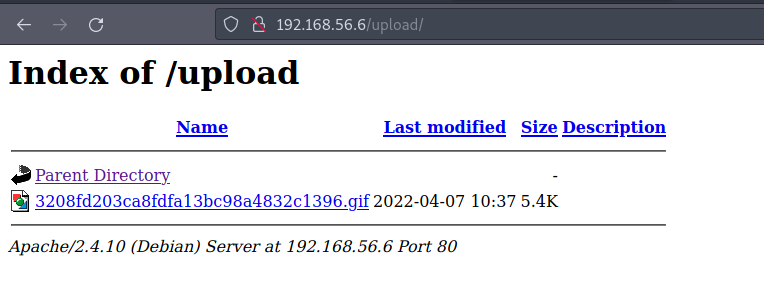 192.168.56.6/upload/
Index of /upload
Name Last modified Size Description
Parent Directory -
3208fd203ca8fdfa13bc98a4832c1396.gif 2022-04-07 10:37 5.4K
Apache/2.4.10 (Debian) Server at 192.168.56.6 Port 80